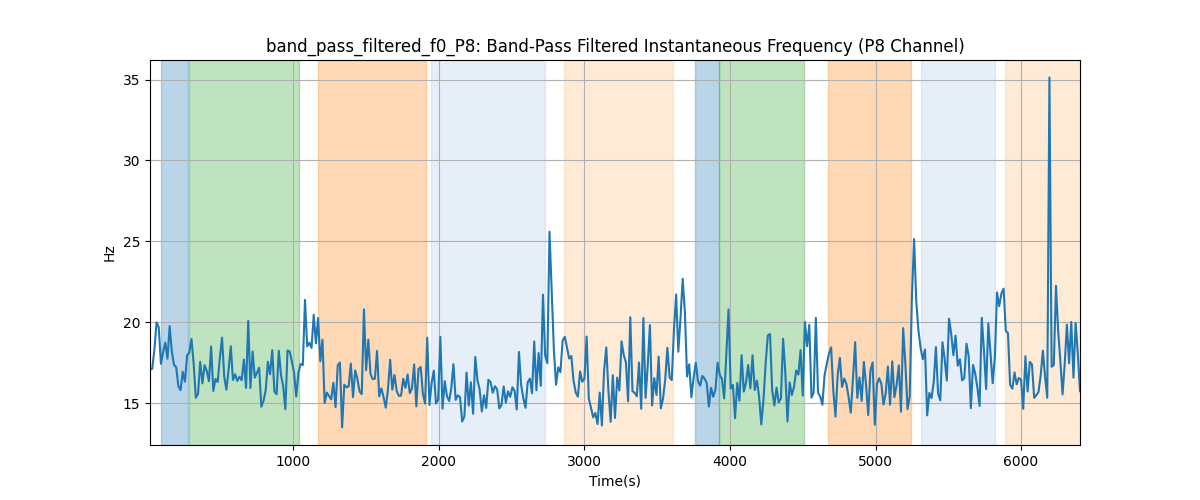 band_pass_filtered_f0_P8: Band-Pass Filtered Instantaneous Frequency (P8 Channel)
35
30
25
20
15
Hz
1000 2000 3000 4000 5000 6000
Time(s)